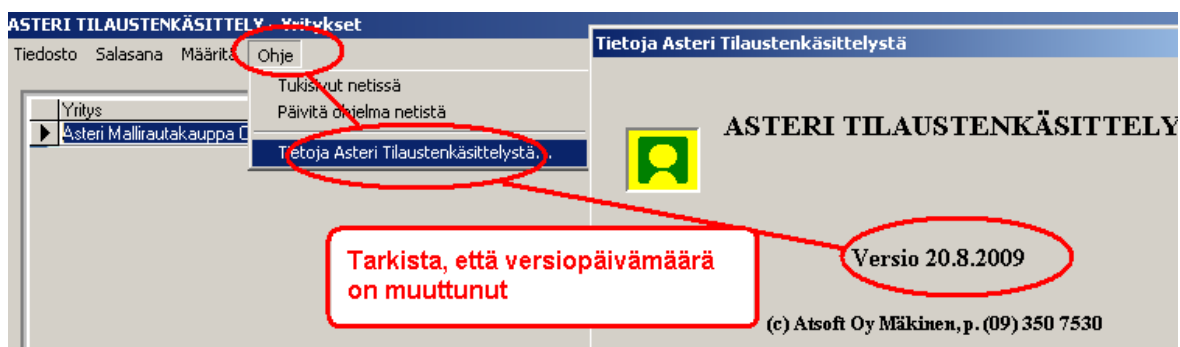 ASTERI TILAUSTENKÄSITTELY - Yritykset
Tiedosto Salasana Määritä Ohje
Tukisivut netissä
Päivitä ohjelma netistä
Tietoja Asteri Tilaustenkäsittelystä...
Yritys
Asteri Mallirautakauppa
Tarkista, että versiopäivämäärä
on muuttunut
Tietoja Asteri Tilaustenkäsittelystä
ASTERI TILAUSTENKÄSITTELY
Versio 20.8.2009
(c) Atsoft Oy Mäkinen, p. (09) 350 7530